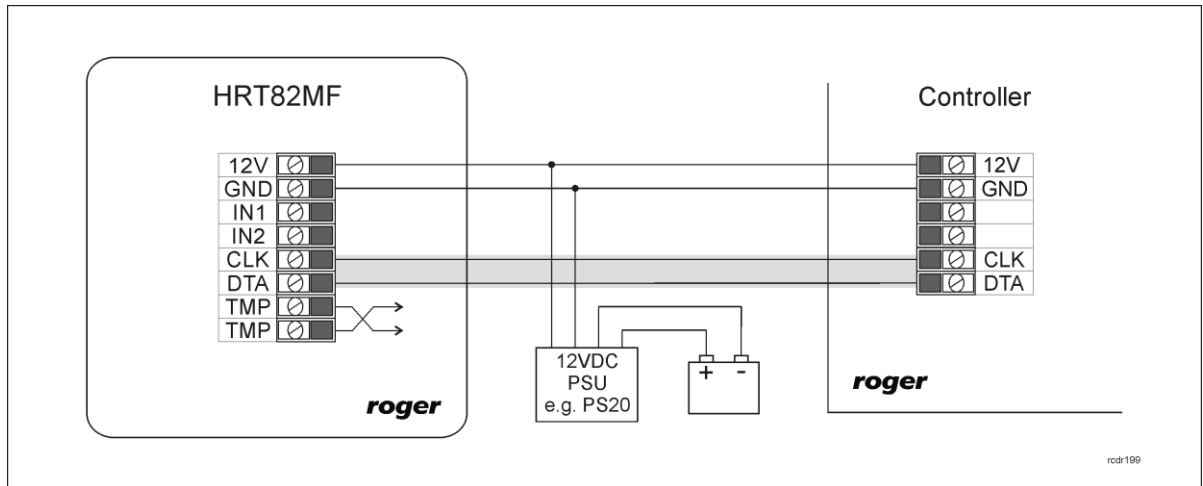 HRT82MF
Controller
12V
GND
IN1
IN2
CLK
DTA
TMP
TMP
12V
GND
CLK
DTA
12VDC
PSU
e.g. PS20
+ -
roger
roger
rcdr199